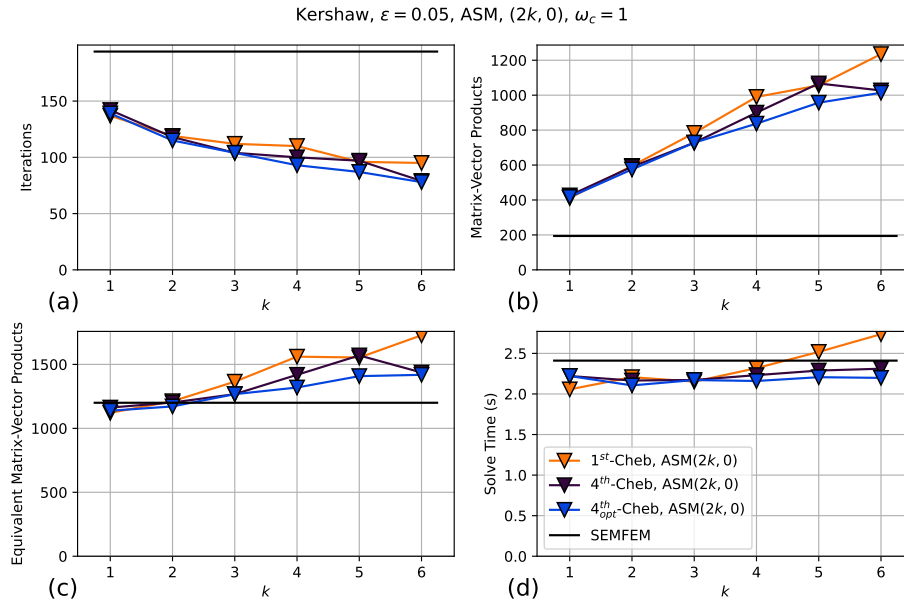 Kershaw, ε = 0.05, ASM, (2k, 0), ω_c = 1
Iterations
150
100
50
0
1 2 3 4 5 6
k
(a)
Matrix-Vector Products
1200
1000
800
600
400
200
0
1 2 3 4 5 6
k
(b)
Equivalent Matrix-Vector Products
1500
1000
500
0
1 2 3 4 5 6
k
(c)
Solve Time (s)
2.5
2.0
1.5
1.0
0.5
0.0
1 2 3 4 5 6
k
(d)
1^{st}-Cheb, ASM(2k, 0)
4^{th}-Cheb, ASM(2k, 0)
4^{th}_{opt}-Cheb, ASM(2k, 0)
SEMFEM